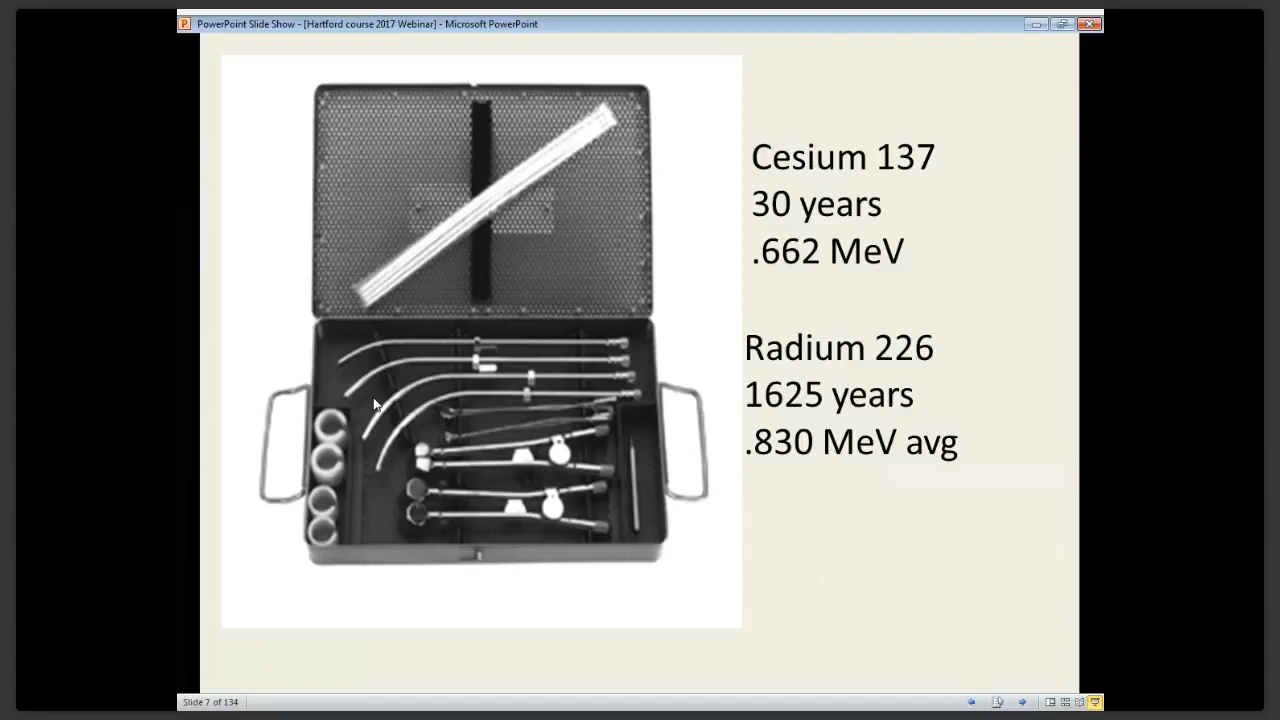 PowerPoint Slide Show - [Hartford course 2017 Webinar] - Microsoft PowerPoint
Cesium 137
30 years
.662 MeV
Radium 226
1625 years
.830 MeV avg
Slide 7 of 134